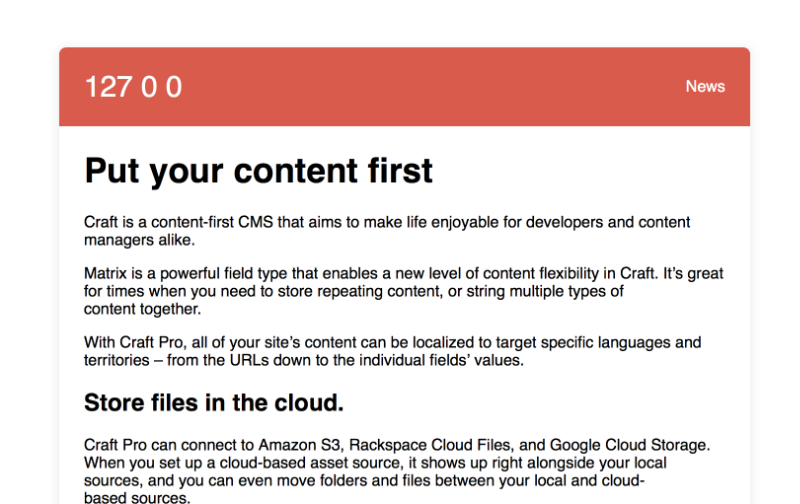 127 0 0
News
Put your content first
Craft is a content-first CMS that aims to make life enjoyable for developers and content
managers alike.
Matrix is a powerful field type that enables a new level of content flexibility in Craft. It’s great
for times when you need to store repeating content, or string multiple types of
content together.
With Craft Pro, all of your site’s content can be localized to target specific languages and
territories – from the URLs down to the individual fields’ values.
Store files in the cloud.
Craft Pro can connect to Amazon S3, Rackspace Cloud Files, and Google Cloud Storage.
When you set up a cloud-based asset source, it shows up right alongside your local
sources, and you can even move folders and files between your local and cloud-
based sources.